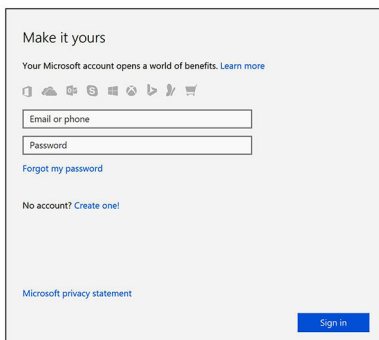 Make it yours
Your Microsoft account opens a world of benefits. Learn more
Email or phone
Password
Forgot my password
No account? Create one!
Microsoft privacy statement
Sign in